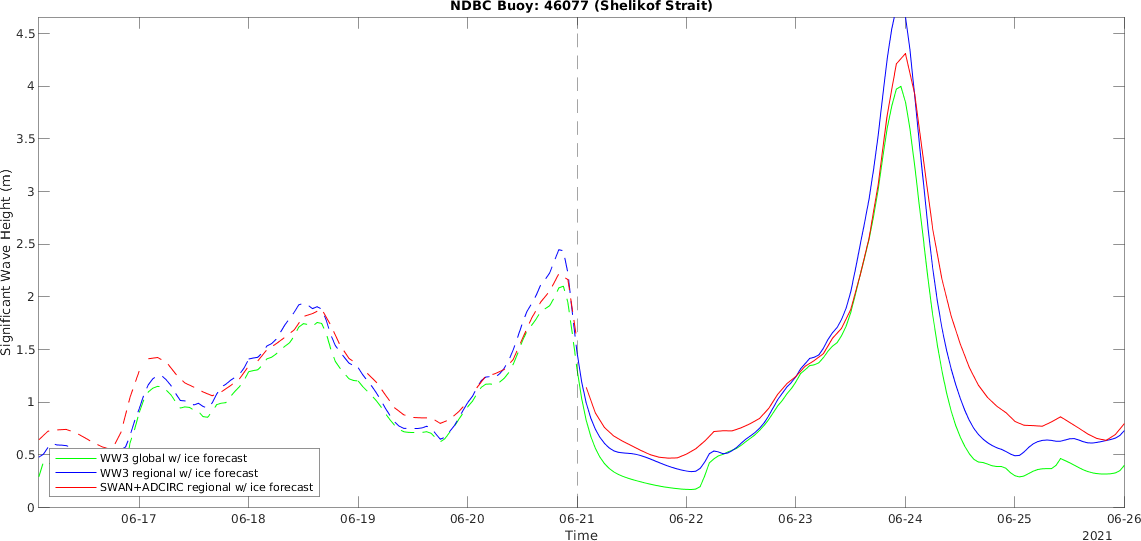 NDBC Buoy: 46077 (Shelikof Strait)
4.5
4
3.5
3
2.5
2
1.5
1
0.5
0
Significant Wave Height (m)
WW3 global w/ ice forecast
WW3 regional w/ ice forecast
SWAN+ADCIRC regional w/ ice forecast
06-17 06-18 06-19 06-20 06-21 06-22 06-23 06-24 06-25 06-26
Time
2021